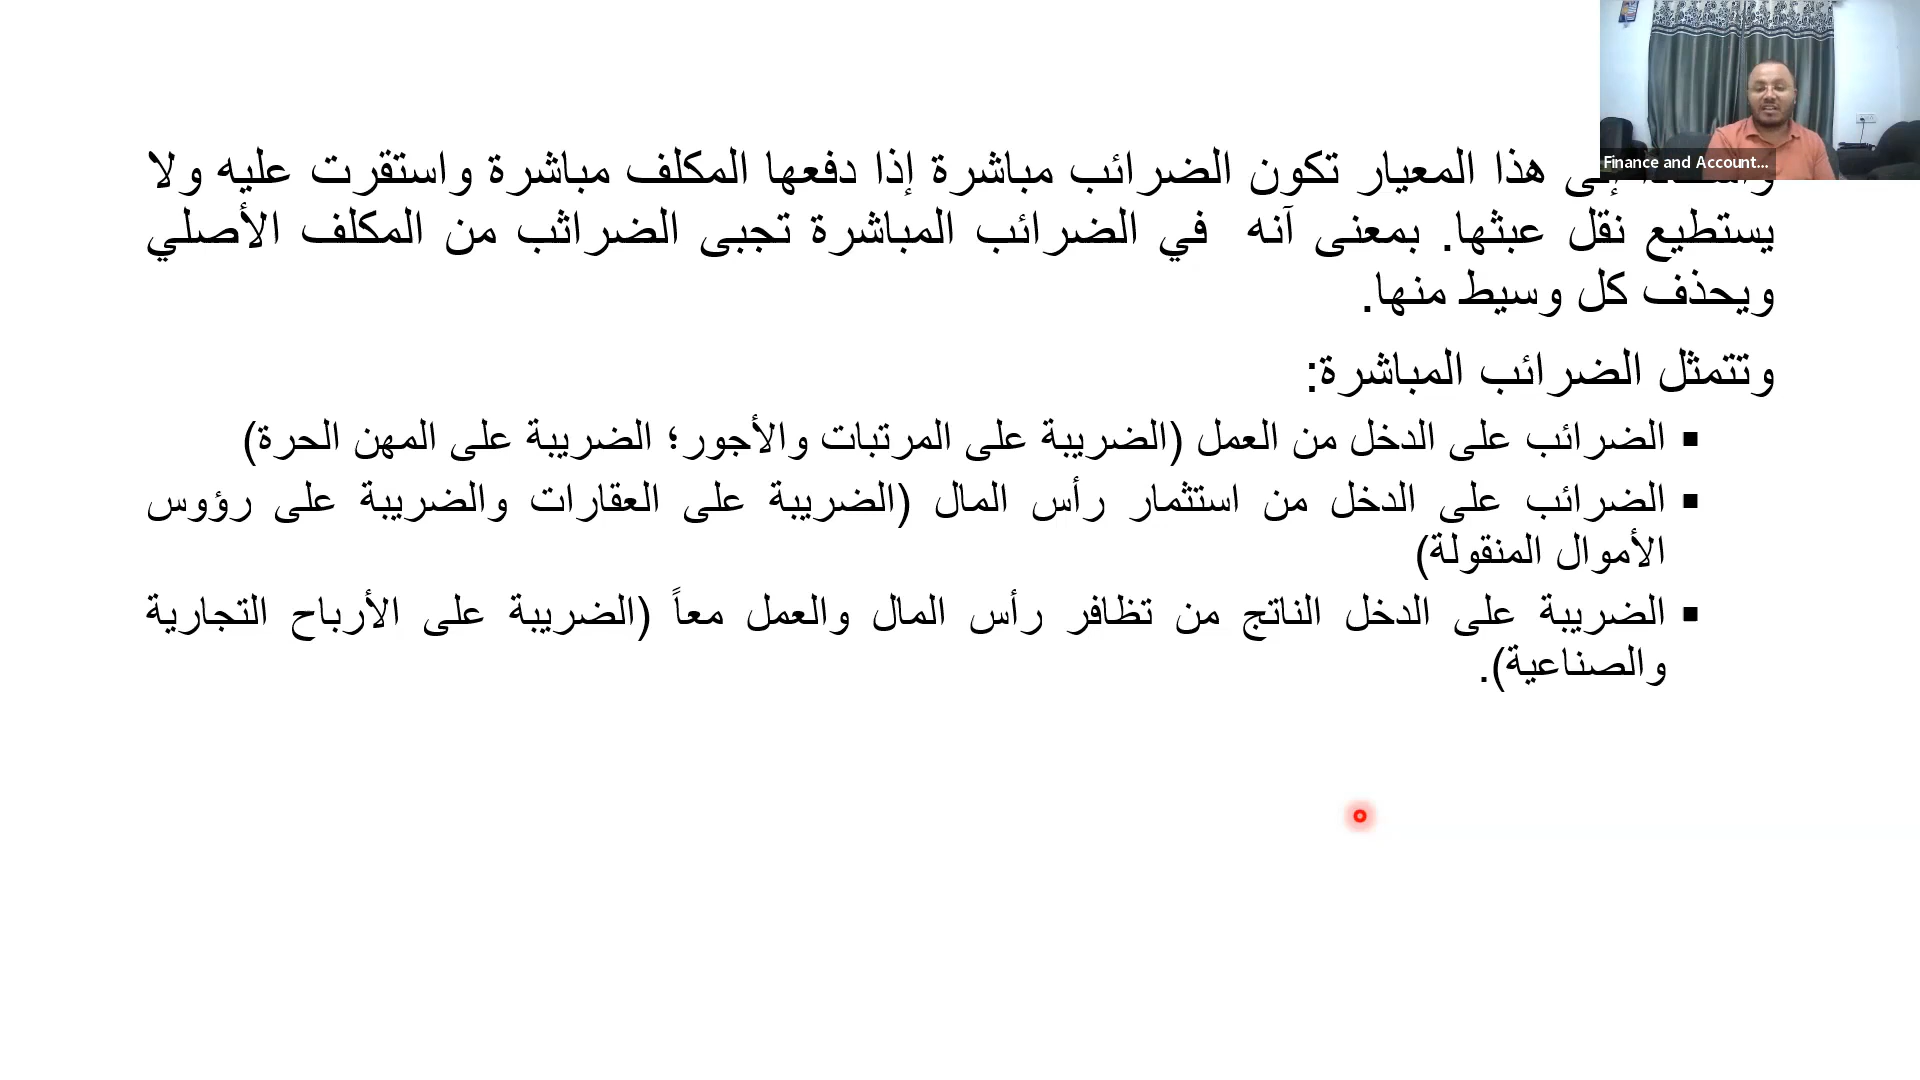 Finance and Account...
هذا المعيار تكون الضرائب مباشرة إذا دفعها المكلف مباشرة واستقرت عليه ولا
يستطيع نقل عبثها. بمعنى آنه في الضرائب المباشرة تجبى الضراثب من المكلف الأصلي
ويحذف كل وسيط منها.
وتتمثل الضرائب المباشرة:
▪ الضرائب على الدخل من العمل (الضريبة على المرتبات والأجور؛ الضريبة على المهن الحرة)
▪ الضرائب على الدخل من استثمار رأس المال (الضريبة على العقارات والضريبة على رؤوس
الأموال المنقولة)
▪ الضريبة على الدخل الناتج من تظافر رأس المال والعمل معاً (الضريبة على الأرباح التجارية
والصناعية).